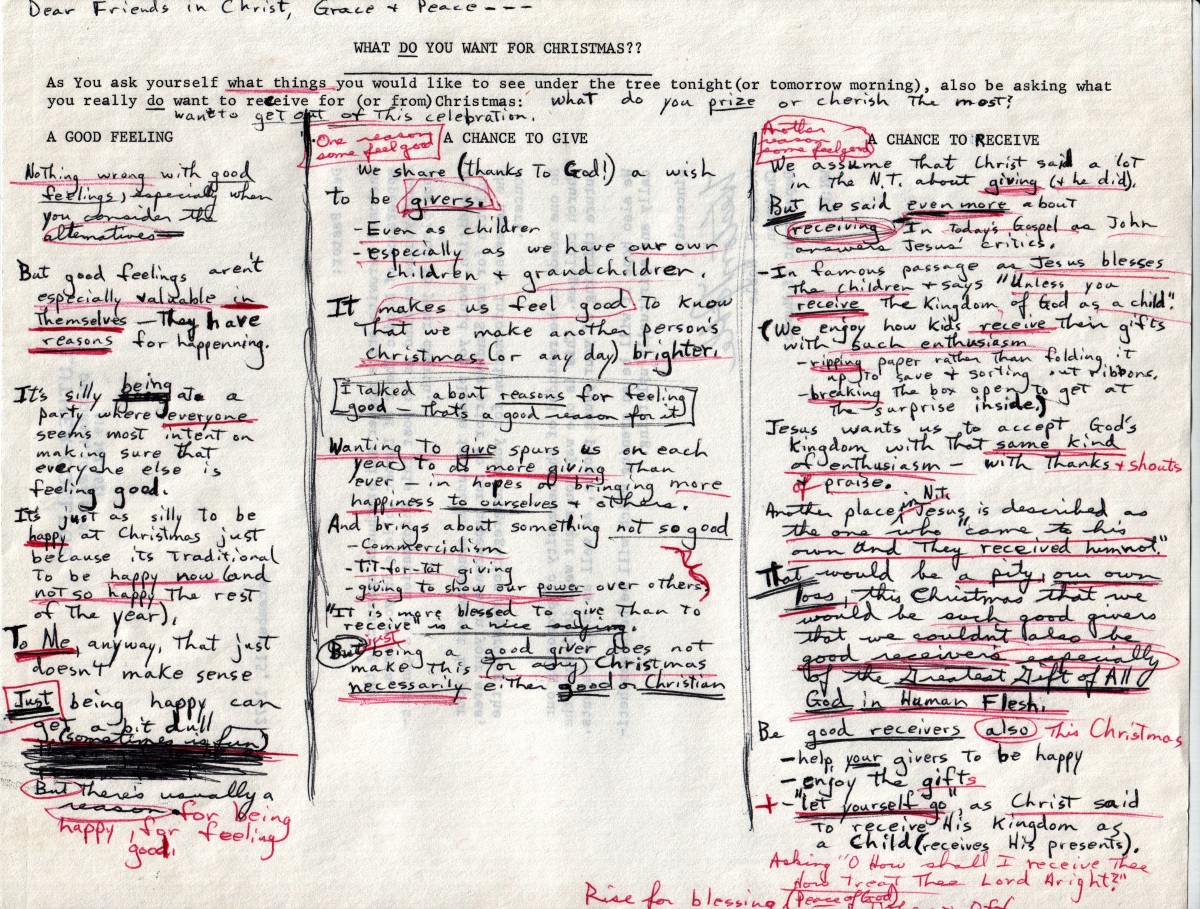 Dear Friends in Christ, Grace + Peace ---
WHAT DO YOU WANT FOR CHRISTMAS??
As You ask yourself what things you would like to see under the tree tonight(or tomorrow morning), also be asking what
you really do want to receive for (or from)Christmas: what do you prize or cherish the most?
want to get out of this celebration.
A GOOD FEELING
Nothing wrong with good
feelings, especially when
you consider the
alternatives
But good feelings aren't
especially valuable in
themselves - They have
reasons for happenning.
It's silly being at a
party where everyone
seems most intent on
making sure that
everyone else is
feeling good.
It's just as silly to be
happy at Christmas just
because its traditional
to be happy now (and
not so happy the rest
of the year),
To Me, anyway, that just
doesn't make sense
Just being happy can
get a bit dull
(sometimes is fun)
But There's usually a
reason for being
happy, for feeling
good.
One reason
some feel good
A CHANCE TO GIVE
We share (thanks To God!) a wish
to be givers.
-Even as children
-especially as we have our own
children + grandchildren.
It makes us feel good to know
That we make another person's
Christmas (or any day) brighter.
I talked about reasons for feeling
good - that's a good reason for it
Wanting to give spurs us on each
year to do more giving than
ever - in hopes of bringing more
happiness to ourselves + others.
And brings about something not so good
-Commercialism
-tit-for-tat giving
-giving to show our power over others
"It is more blessed to give than to
receive" is a nice saying.
But just being a good giver does not
make this (or any) Christmas
necessarily either good or Christian
Another
reason
some feel good
A CHANCE TO RECEIVE
We assume that Christ said a lot
in the N.T. about giving (+ he did).
But he said even more about
receiving In Today's Gospel as John
answers Jesus' critics.
-In famous passage as Jesus blesses
The children + says "Unless you
receive the Kingdom of God as a child".
(We enjoy how kids receive their gifts
with such enthusiasm
-ripping paper rather than folding it
up to save + sorting out ribbons.
-breaking the box open to get at
the surprise inside.)
Jesus wants us to accept God's
Kingdom with that same kind
of enthusiasm - with thanks + shouts
of praise.
Another place in N.T. Jesus is described as
the one who "came to his
own and they received him not."
That would be a pity, our own
loss, this Christmas that we
would be such good givers
that we couldn't also be
good receivers especially
of the Greatest Gift of All
God in Human Flesh.
Be good receivers also This Christmas
-help your givers to be happy
-enjoy the gifts
+ -"let yourself go", as Christ said
to receive His Kingdom as
a Child (receives His presents).
Asking "O How shall I receive Thee
How Treat Thee Lord Aright?"
Rise for blessing (Peace of God)